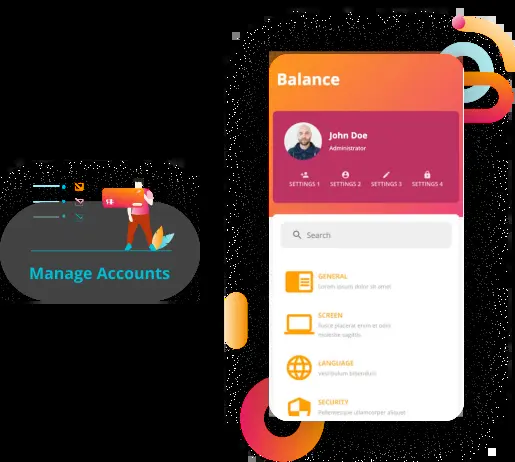 Balance
John Doe
Administrator
SETTINGS 1 SETTINGS 2 SETTINGS 3 SETTINGS 4
Search
GENERAL
Lorem ipsum dolor sit amet
SCREEN
Fusce placerat enim et odio
molestie sagittis
LANGUAGE
vestibulum bibendum
SECURITY
Pellentesque ullamcorper aliquet
Manage Accounts